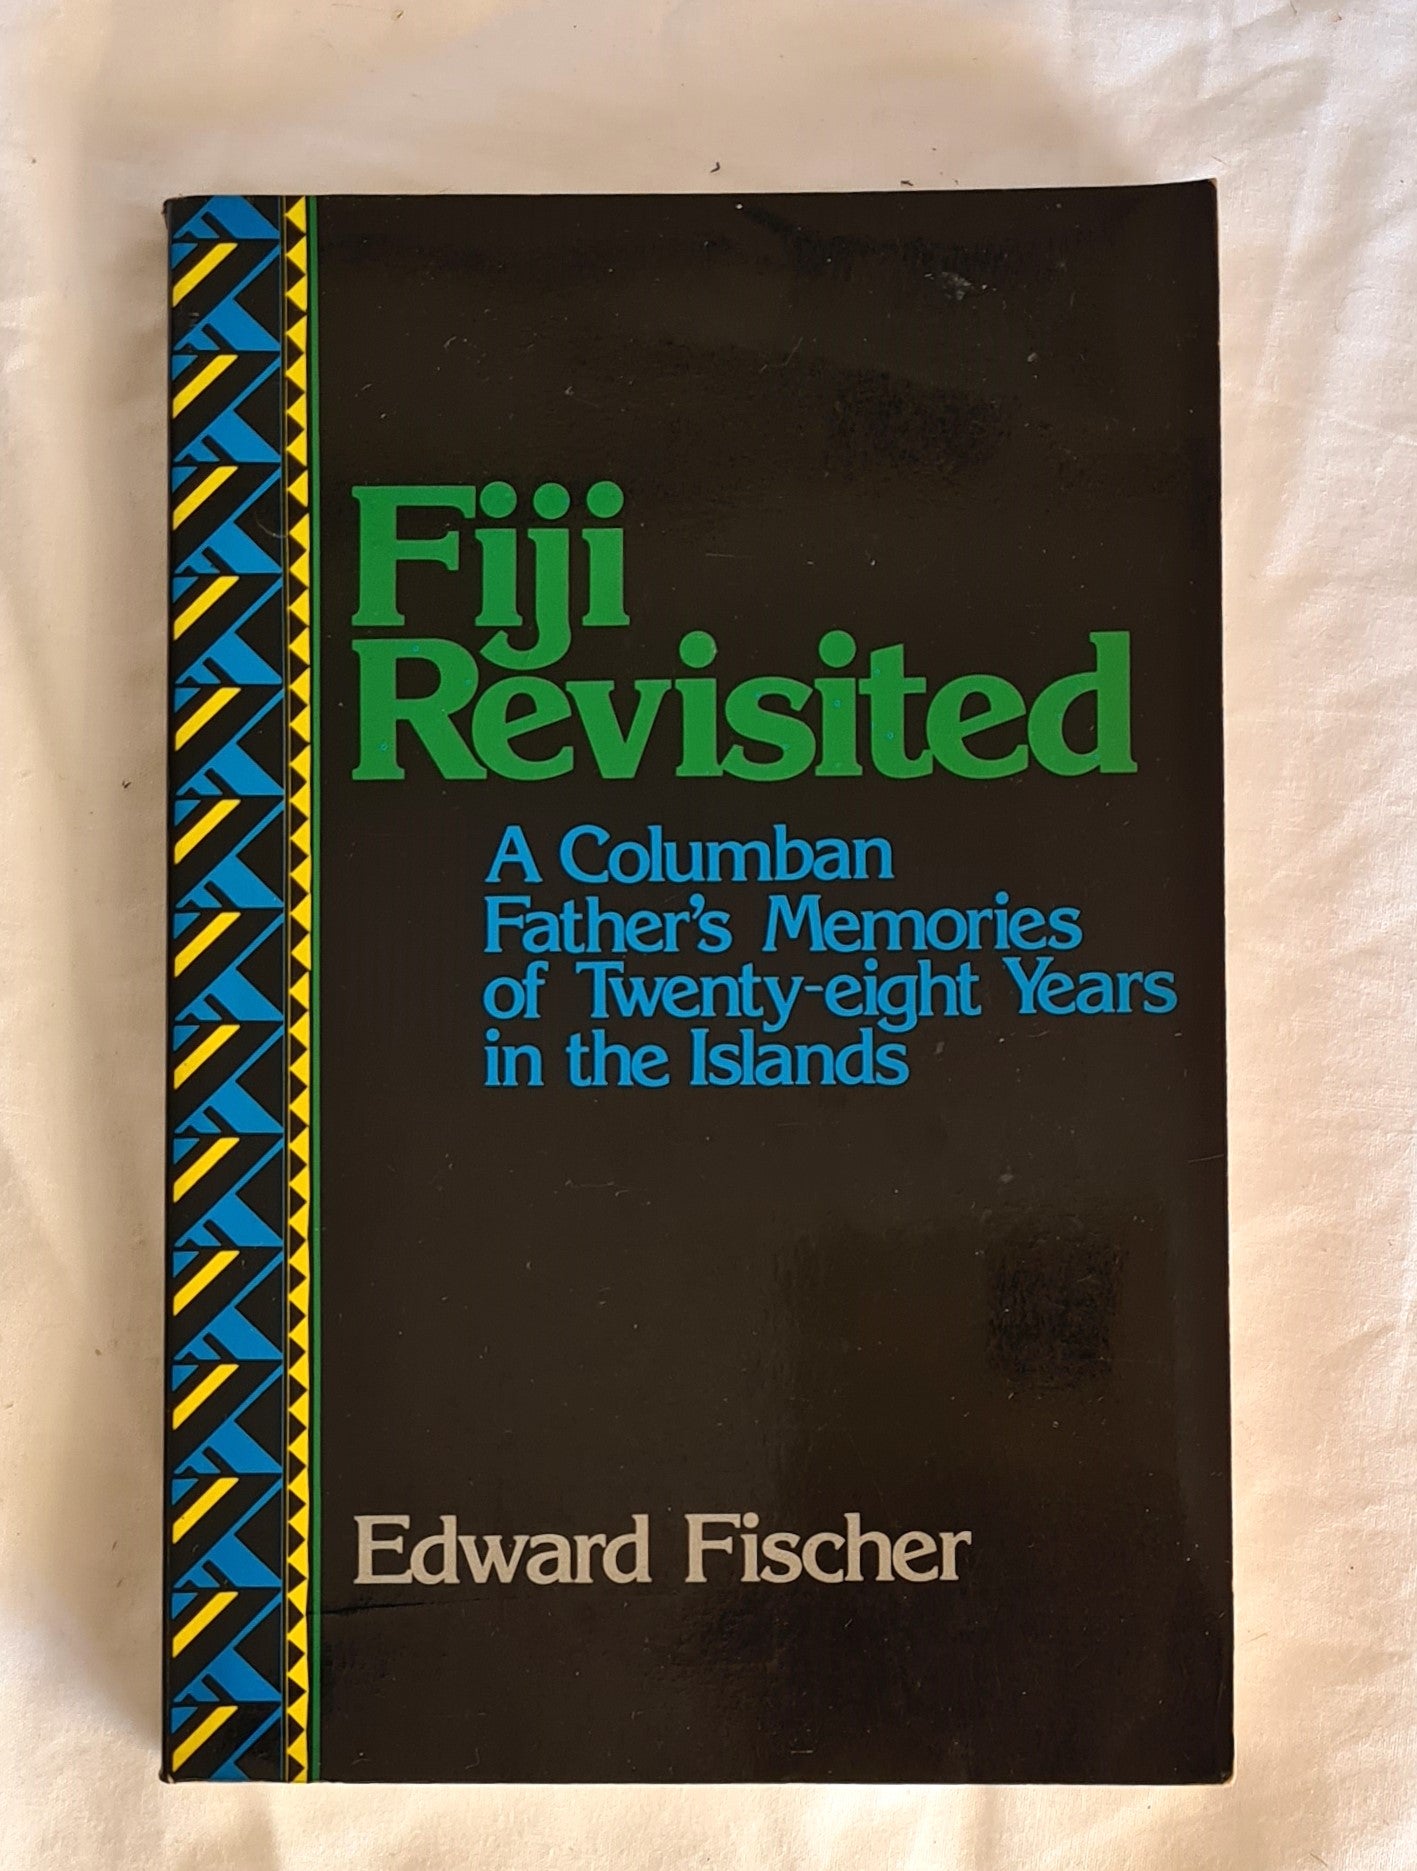 Fiji
Revisited
A Columban
Father's Memories
of Twenty-eight Years
in the Islands
Edward Fischer